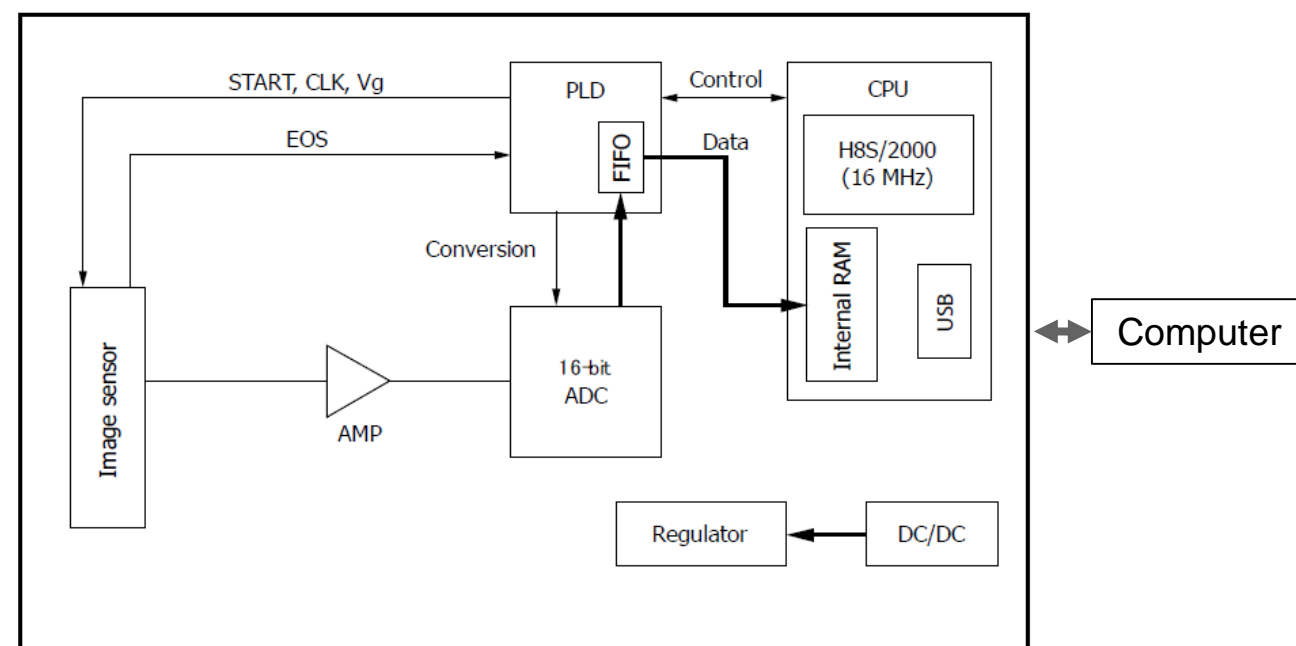 START, CLK, Vg
PLD
Control
CPU
EOS
FIFO
Data
H8S/2000
(16 MHz)
Conversion
Internal RAM
USB
Computer
Image sensor
AMP
16-bit
ADC
Regulator
DC/DC